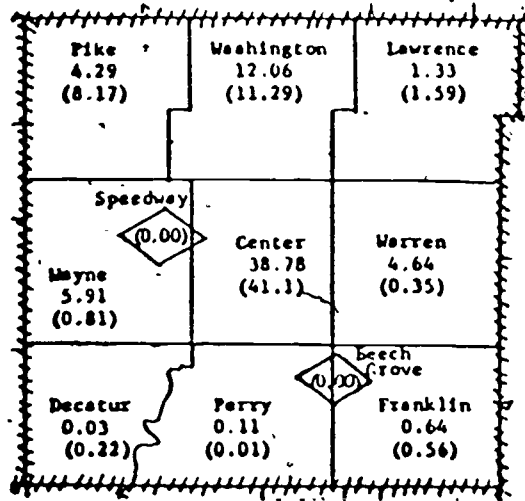 Pike
4.29
(8.17)
Washington
12.06
(11.29)
Lawrence
1.33
(1.59)
Speedway
(0.00)
Wayne
5.91
(0.81)
Center
38.78
(41.1)
Warren
4.64
(0.35)
Beech
Grove
(0.00)
Decatur
0.03
(0.22)
Perry
0.11
(0.01)
Franklin
0.64
(0.56)